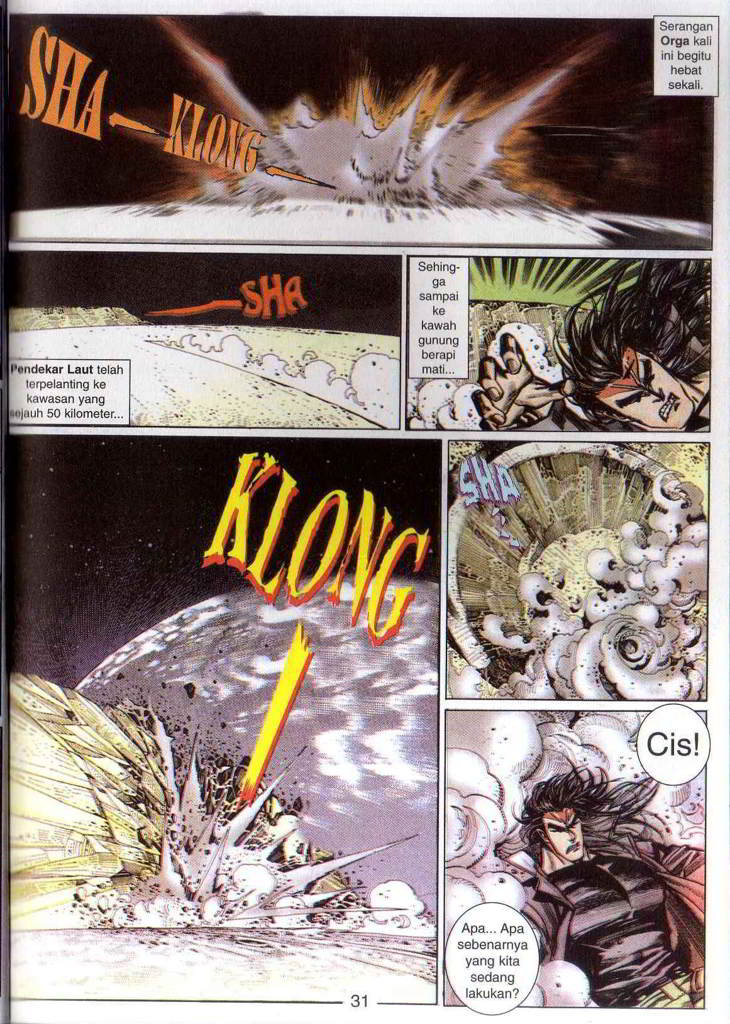 Serangan
Orga kali
ini begitu
hebat
sekali.
SHA
KLONG
SHA
Pendekar Laut telah
terpelanting ke
kawasan yang
sejauh 50 kilometer...
Sehing-
ga
sampai
ke
kawah
gunung
berapi
mati...
KLONG
SHA
Cis!
Apa... Apa
sebenarnya
yang kita
sedang
lakukan?
31